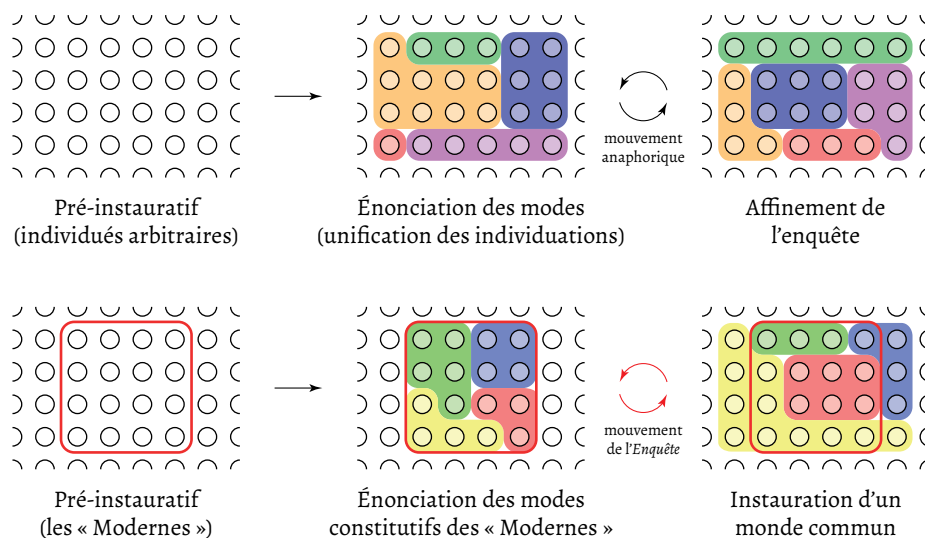 mouvement
anaphorique
Pré-instauratif
(individués arbitraires)
Énonciation des modes
(unification des individuations)
Affinement de
l’enquête
mouvement
de l’Enquête
Pré-instauratif
(les « Modernes »)
Énonciation des modes
constitutifs des « Modernes »
Instauration d’un
monde commun